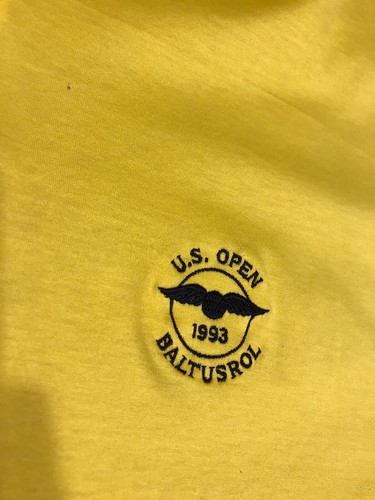 U.S. OPEN
1993
BALTUSROL